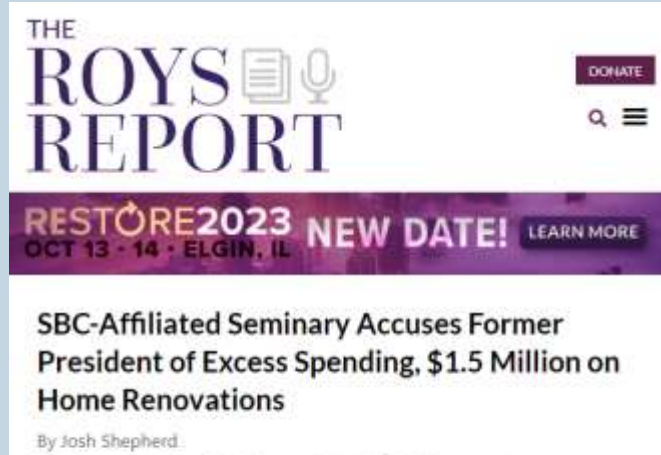 THE
ROYS
REPORT
DONATE
RESTORE2023 NEW DATE! LEARN MORE
OCT 13 - 14 · ELGIN, IL
SBC-Affiliated Seminary Accuses Former
President of Excess Spending, $1.5 Million on
Home Renovations
By Josh Shepherd